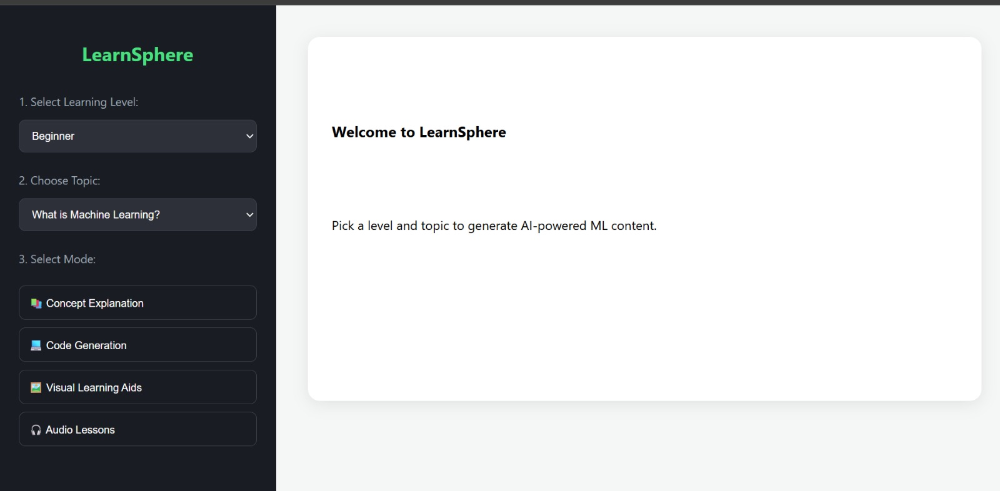 LearnSphere
1. Select Learning Level:
Beginner
2. Choose Topic:
What is Machine Learning?
3. Select Mode:
Concept Explanation
Code Generation
Visual Learning Aids
Audio Lessons
Welcome to LearnSphere
Pick a level and topic to generate AI-powered ML content.